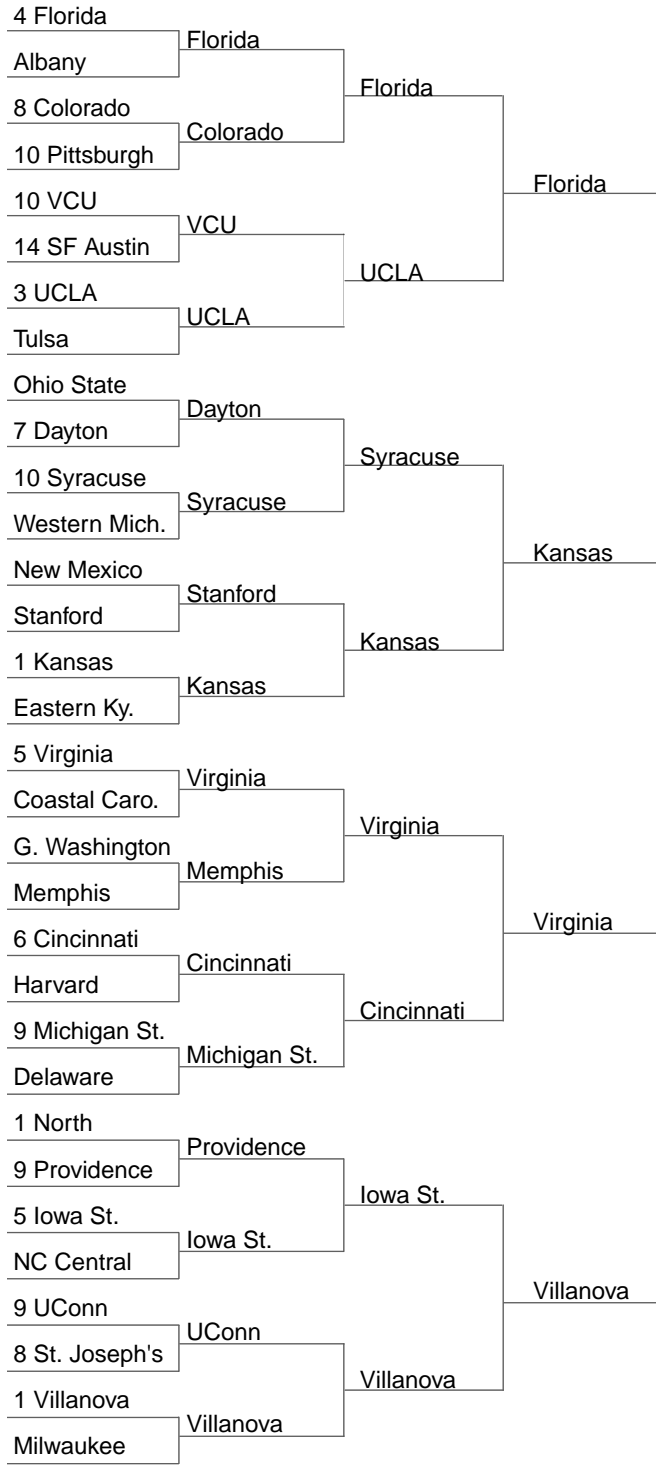 4 Florida
Albany
8 Colorado
10 Pittsburgh
10 VCU
14 SF Austin
3 UCLA
Tulsa
Ohio State
7 Dayton
10 Syracuse
Western Mich.
New Mexico
Stanford
1 Kansas
Eastern Ky.
5 Virginia
Coastal Caro.
G. Washington
Memphis
6 Cincinnati
Harvard
9 Michigan St.
Delaware
1 North
9 Providence
5 Iowa St.
NC Central
9 UConn
8 St. Joseph's
1 Villanova
Milwaukee
Florida
Colorado
VCU
UCLA
Dayton
Syracuse
Stanford
Kansas
Virginia
Memphis
Cincinnati
Michigan St.
Providence
Iowa St.
UConn
Villanova
Florida
UCLA
Syracuse
Kansas
Virginia
Cincinnati
Iowa St.
Villanova
Florida
Kansas
Virginia
Villanova